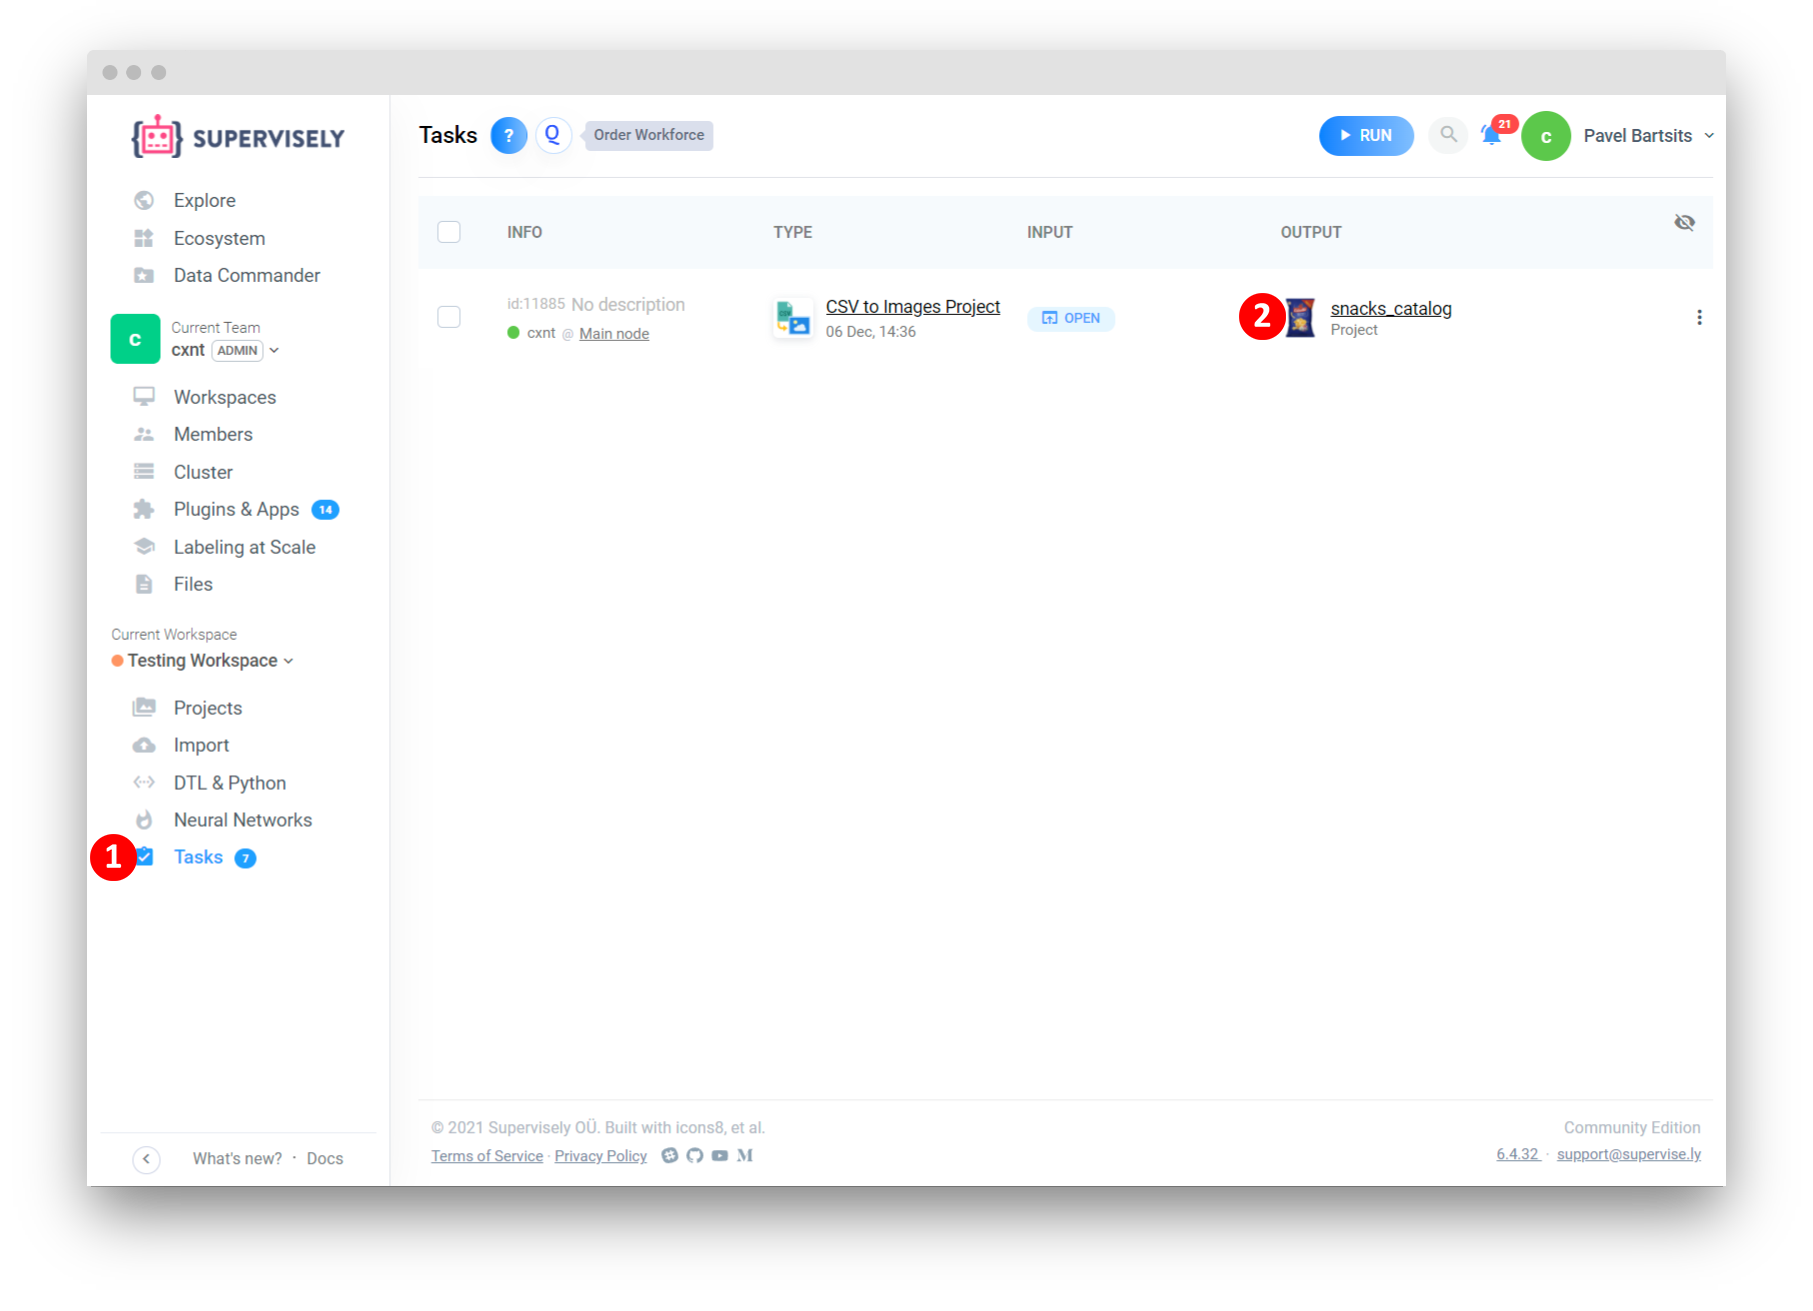 SUPERVISELY
Tasks ? Q Order Workforce RUN 21 c Pavel Bartsits
Explore
Ecosystem
Data Commander
c Current Team
cxnt ADMIN
Workspaces
Members
Cluster
Plugins & Apps 14
Labeling at Scale
Files
Current Workspace
Testing Workspace
Projects
Import
DTL & Python
Neural Networks
1 Tasks 7
What's new? · Docs
INFO TYPE INPUT OUTPUT
id:11885 No description
cxnt @ Main node
CSV to Images Project
06 Dec, 14:36
OPEN
2 snacks_catalog
Project
© 2021 Supervisely OÜ. Built with icons8, et al.
Terms of Service · Privacy Policy
Community Edition
6.4.32 · support@supervise.ly